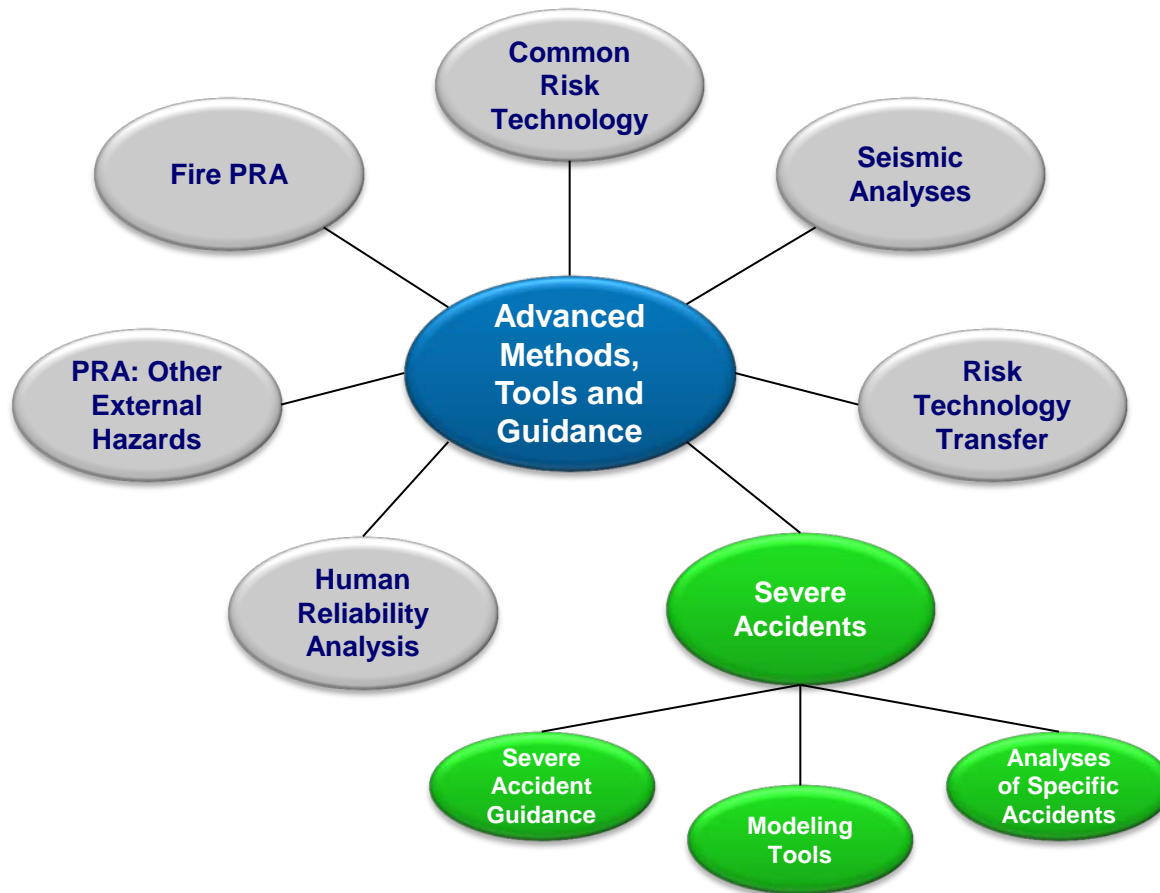 Common
Risk
Technology
Fire PRA
Seismic
Analyses
Advanced
Methods,
Tools and
Guidance
PRA: Other
External
Hazards
Risk
Technology
Transfer
Human
Reliability
Analysis
Severe
Accidents
Severe
Accident
Guidance
Modeling
Tools
Analyses
of Specific
Accidents